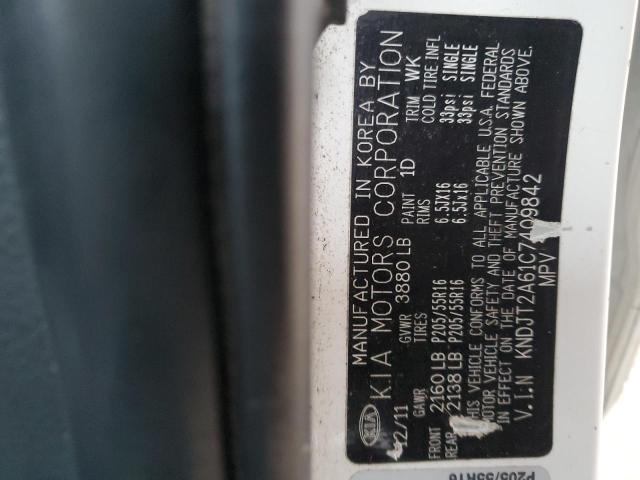 MANUFACTURED IN KOREA BY
KIA KIA MOTORS CORPORATION
2/11 GVWR 3880 LB PAINT 1D TRIM WK
GAWR TIRES RIMS COLD TIRE INFL
FRONT 2160 LB P205/55R16 6.5JX16 33psi SINGLE
REAR 2138 LB P205/55R16 6.5Jx16 33psi SINGLE
THIS VEHICLE CONFORMS TO ALL APPLICABLE U.S.A. FEDERAL
MOTOR VEHICLE SAFETY AND THEFT PREVENTION STANDARDS
IN EFFECT ON THE DATE OF MANUFACTURE SHOWN ABOVE.
V.I.N KNDJT2A61C7409842
MPV
P205/55R16